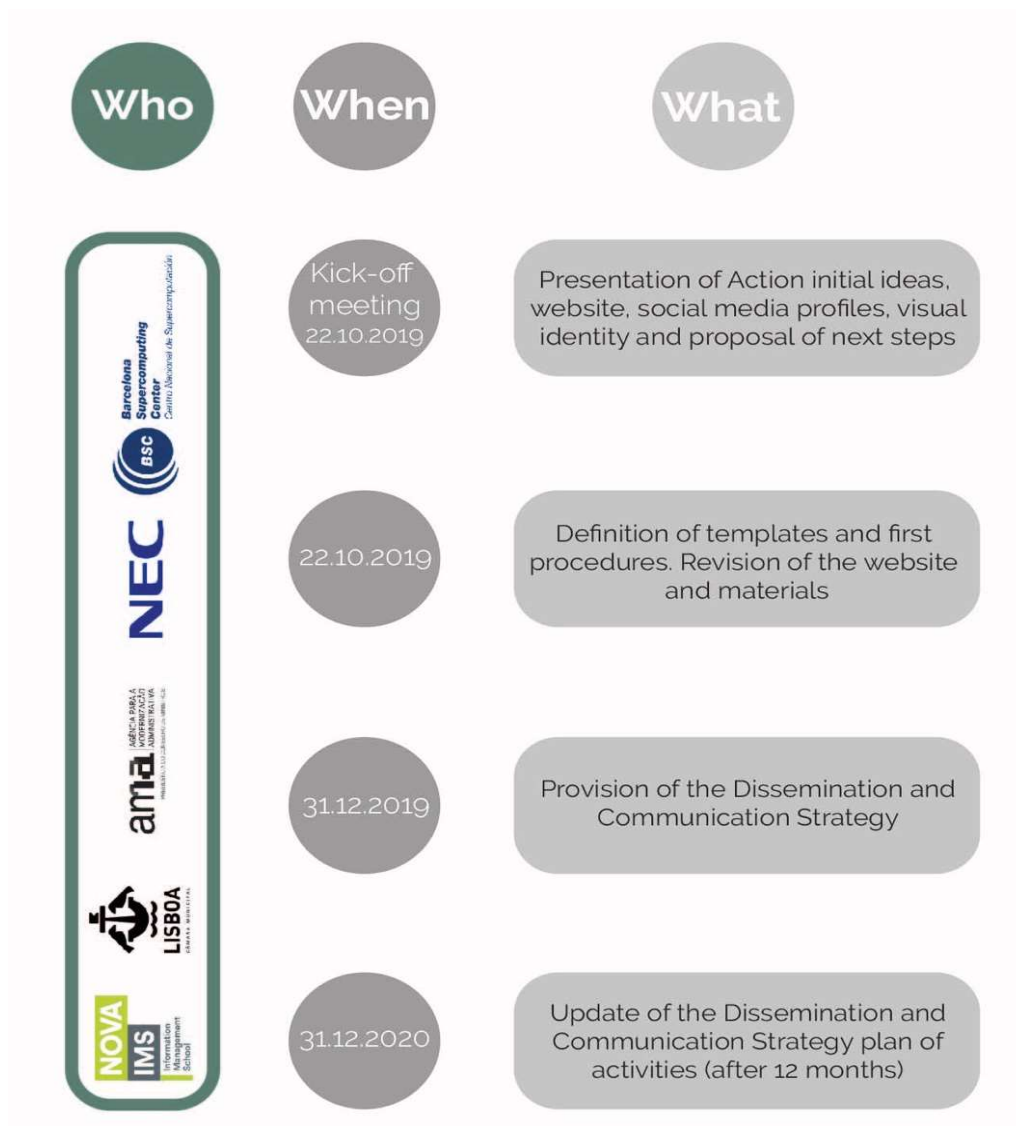 Who
When
What
Kick-off
meeting
22.10.2019
Presentation of Action initial ideas,
website, social media profiles, visual
identity and proposal of next steps
22.10.2019
Definition of templates and first
procedures. Revision of the website
and materials
31.12.2019
Provision of the Dissemination and
Communication Strategy
31.12.2020
Update of the Dissemination and
Communication Strategy plan of
activities (after 12 months)
NOVA
IMS
Information
Management
School
LISBOA
CÂMARA MUNICIPAL
ama
AGÊNCIA PARA A
MODERNIZAÇÃO
ADMINISTRATIVA
NEC
BSC
Barcelona
Supercomputing
Center
Centro Nacional de Supercomputación